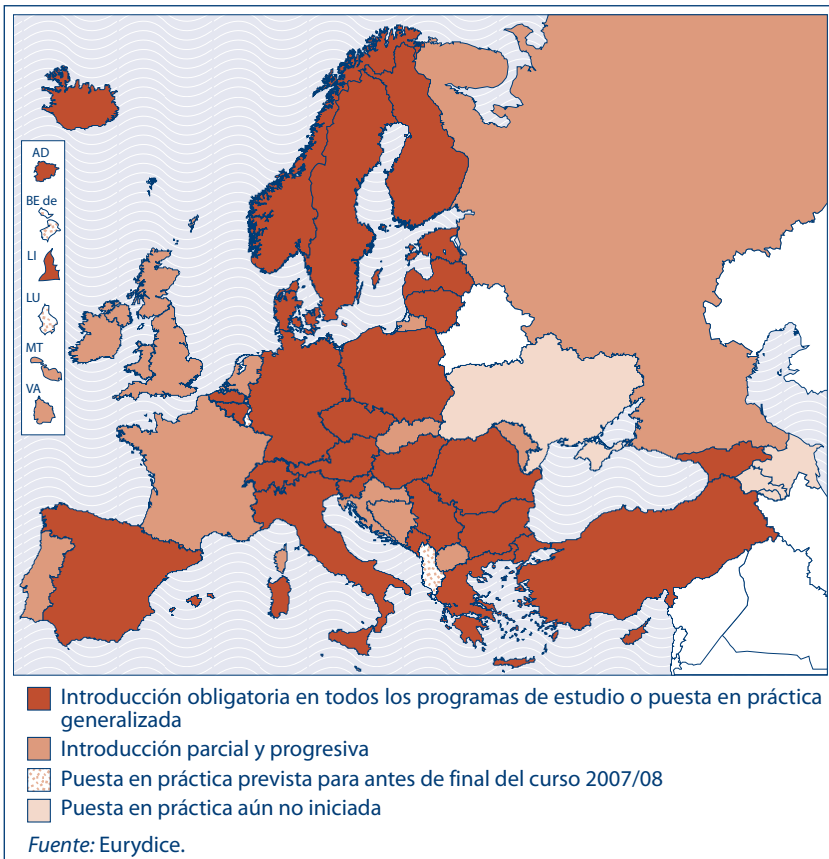 AD
BE de
LI
LU
MT
VA
Introducción obligatoria en todos los programas de estudio o puesta en práctica
generalizada
Introducción parcial y progresiva
Puesta en práctica prevista para antes de final del curso 2007/08
Puesta en práctica aún no iniciada
Fuente: Eurydice.